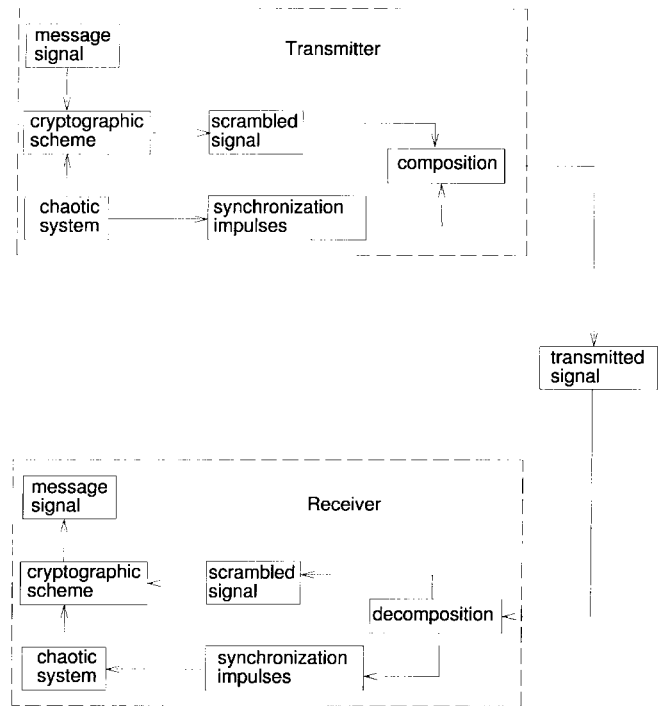 message
signal
Transmitter
cryptographic
scheme
scrambled
signal
composition
chaotic
system
synchronization
impulses
transmitted
signal
message
signal
Receiver
cryptographic
scheme
scrambled
signal
decomposition
chaotic
system
synchronization
impulses